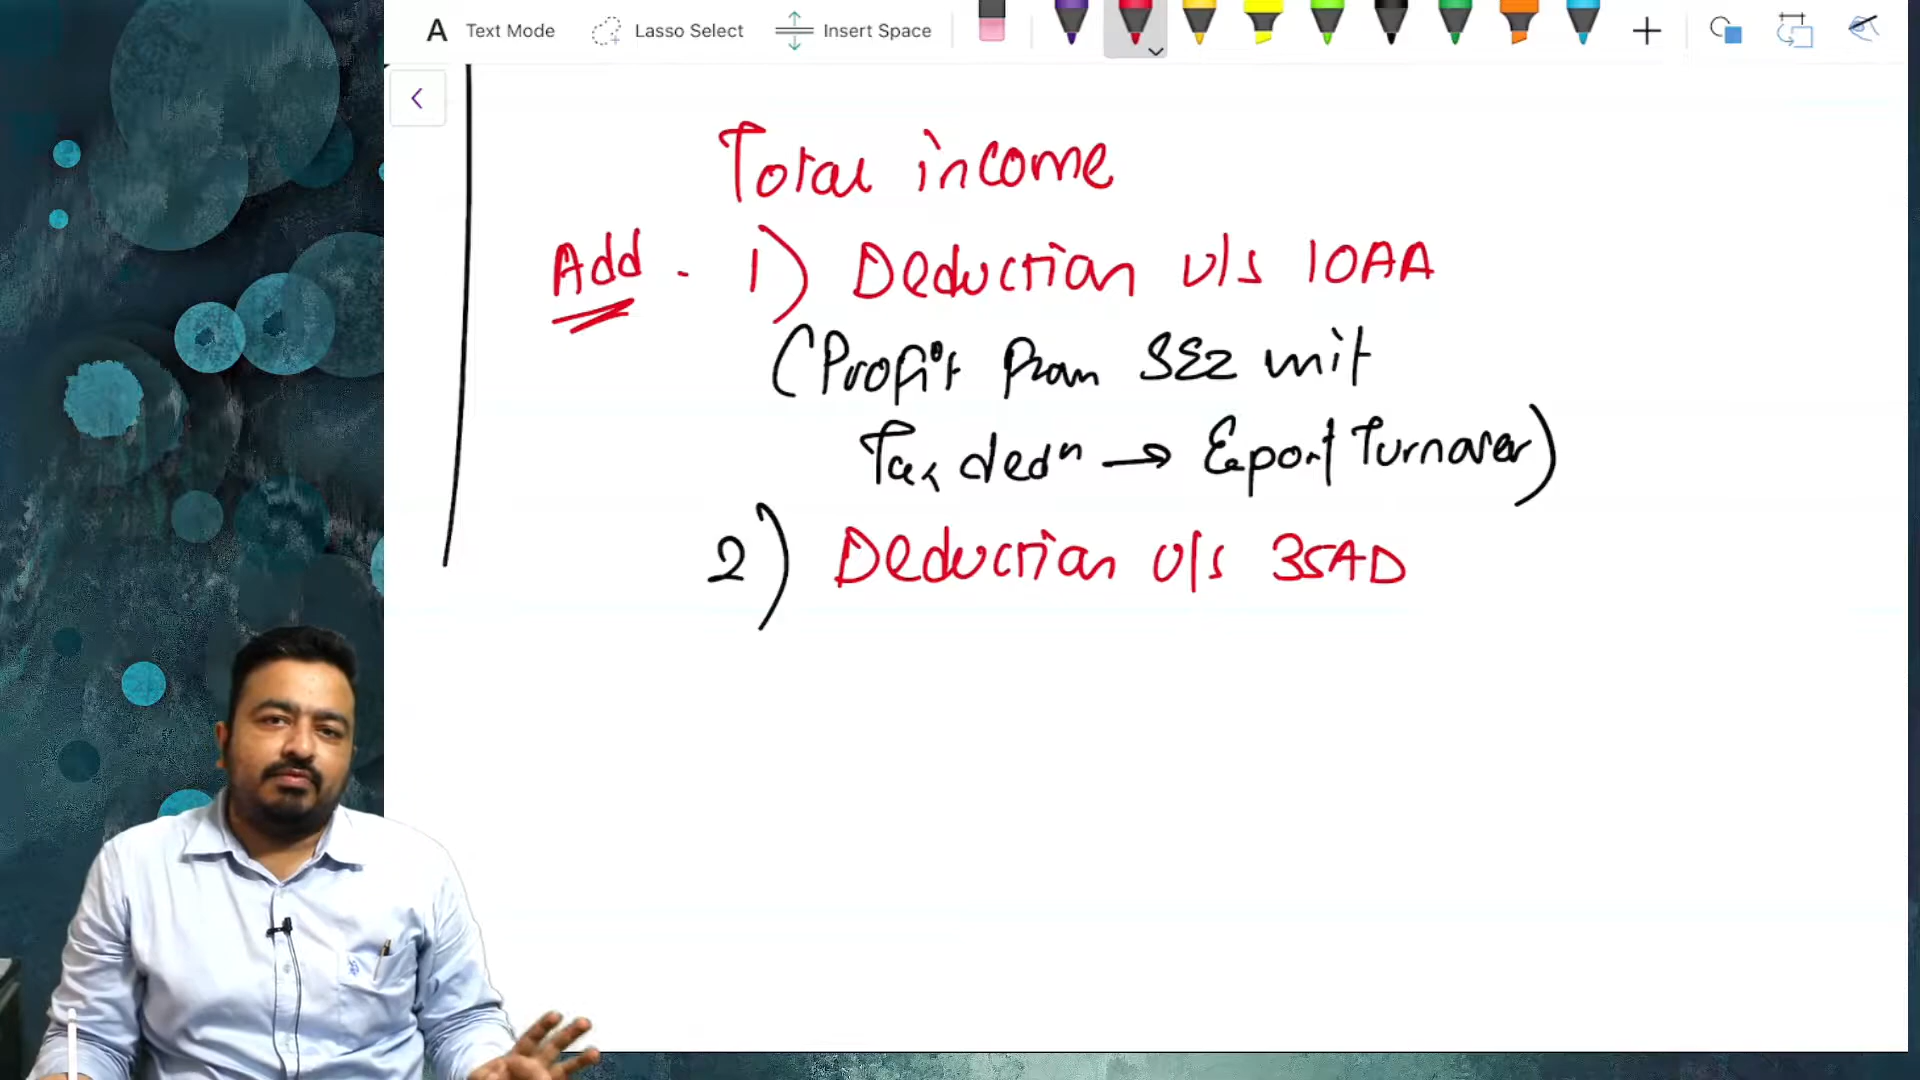 A Text Mode Lasso Select Insert Space
Total income
Add - 1) Deduction u/s 10AA
(Profit from SEZ unit
Tax dedn → Export Turnover)
2) Deduction u/s 35AD